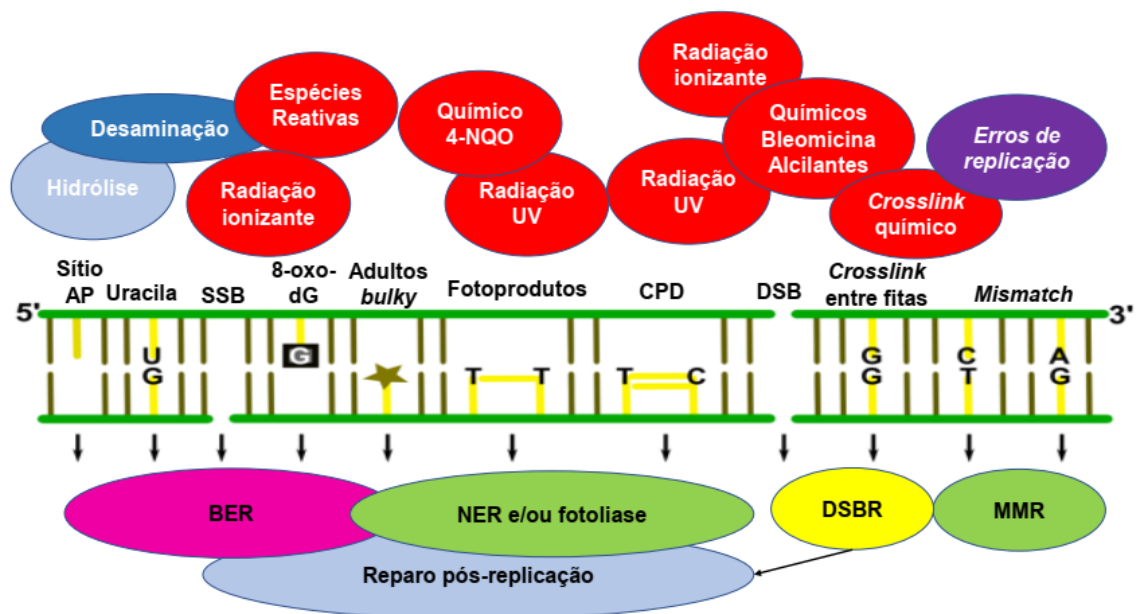 Radiação
ionizante
Espécies
Reativas
Químico
4-NQO
Químicos
Bleomicina
Alcilantes
Desaminação
Erros de
replicação
Hidrólise
Radiação
ionizante
Radiação
UV
Radiação
UV
Crosslink
químico
Sítio
AP
Uracila
SSB
8-oxo-
dG
Adultos
bulky
Fotoprodutos
CPD
DSB
Crosslink
entre fitas
Mismatch
5'
3'
U
G
G
T
T
T
C
G
G
C
T
A
G
BER
NER e/ou fotoliase
DSBR
MMR
Reparo pós-replicação